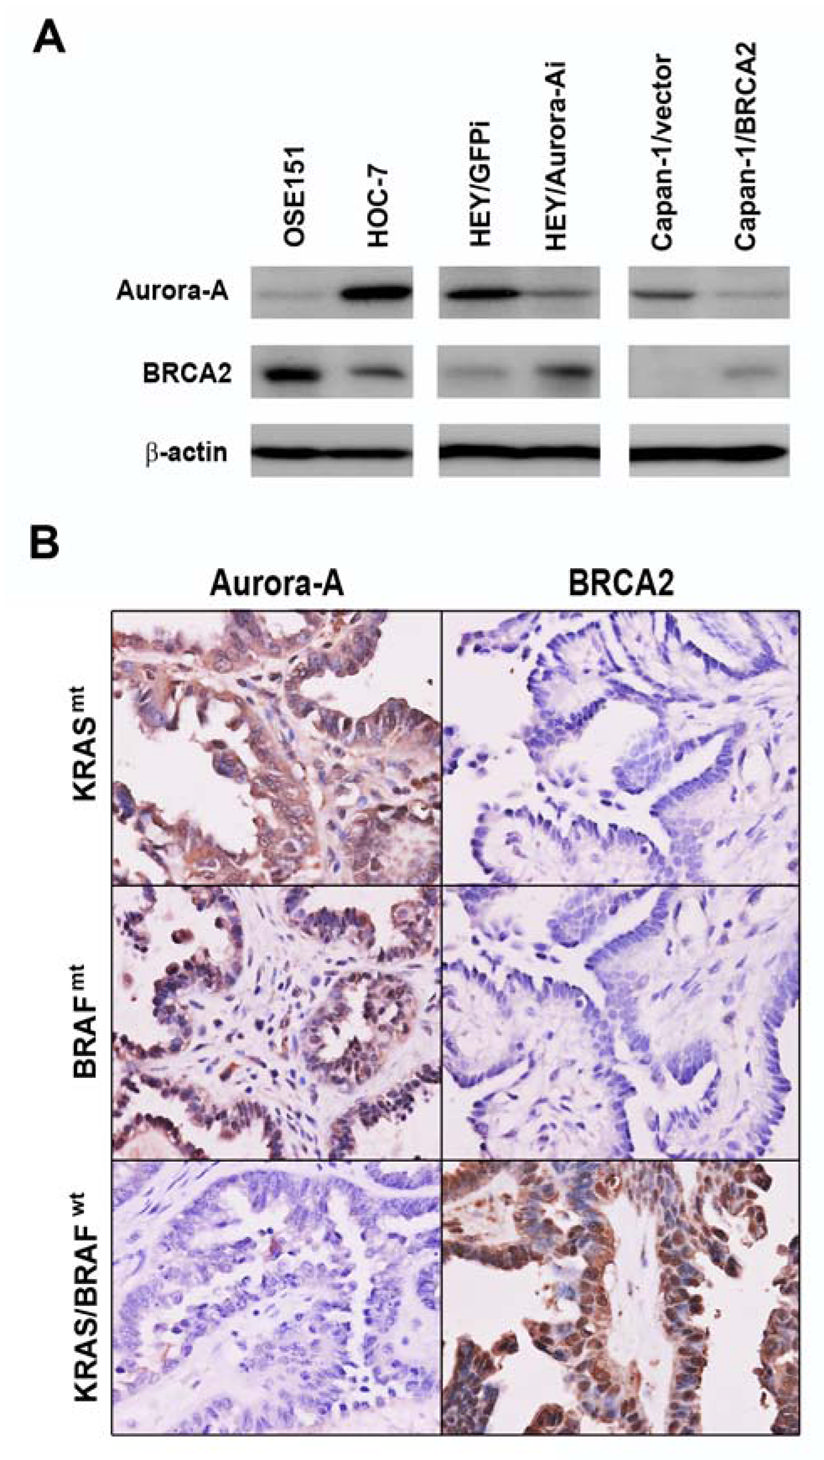 A
OSE151
HOC-7
HEY/GFPi
HEY/Aurora-Ai
Capan-1/vector
Capan-1/BRCA2
Aurora-A
BRCA2
β-actin
B
Aurora-A BRCA2
KRAS mt
BRAF mt
KRAS/BRAF wt